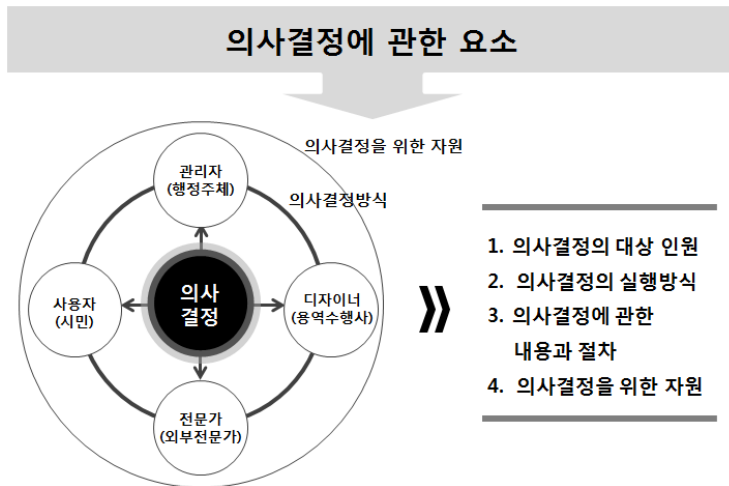 의사결정에 관한 요소
의사결정을 위한 자원
관리자
(행정주체)
의사결정방식
사용자
(시민)
의사
결정
디자이너
(용역수행사)
전문가
(외부전문가)
1. 의사결정의 대상 인원
2. 의사결정의 실행방식
3. 의사결정에 관한
내용과 절차
4. 의사결정을 위한 자원